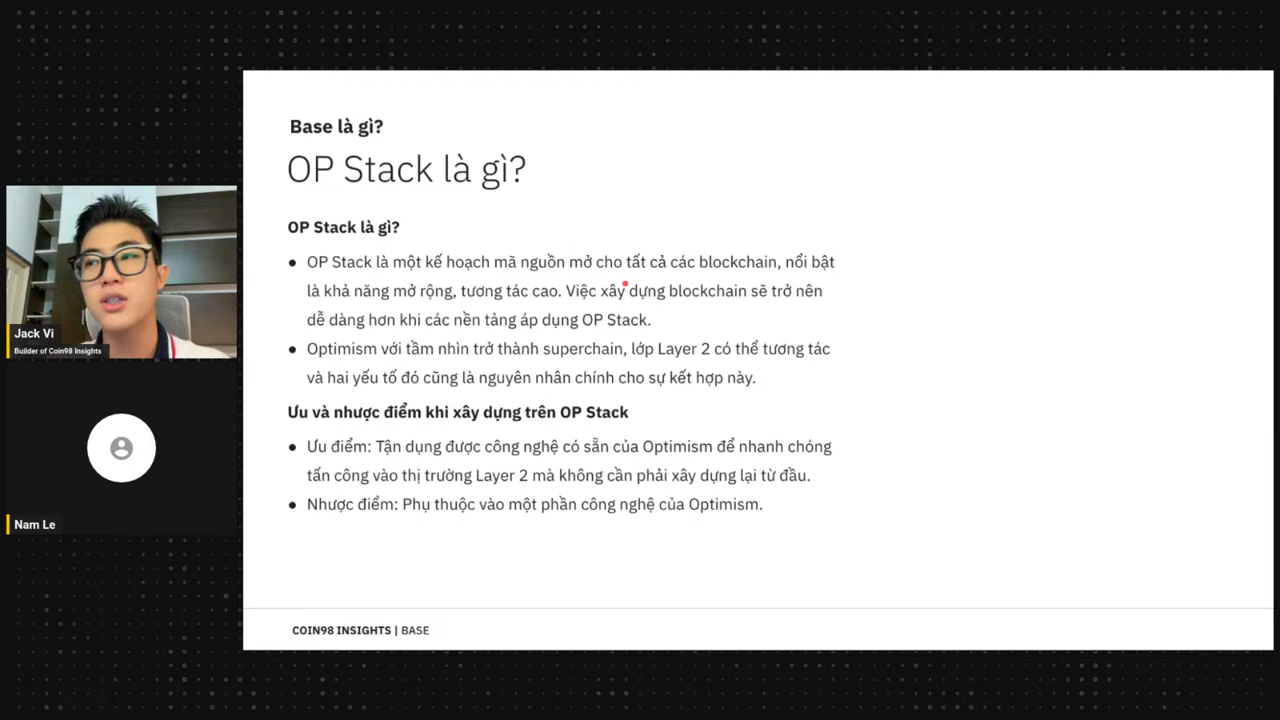 Base là gì?
OP Stack là gì?
OP Stack là gì?
● OP Stack là một kế hoạch mã nguồn mở cho tất cả các blockchain, nổi bật
là khả năng mở rộng, tương tác cao. Việc xây dựng blockchain sẽ trở nên
dễ dàng hơn khi các nền tảng áp dụng OP Stack.
● Optimism với tầm nhìn trở thành superchain, lớp Layer 2 có thể tương tác
và hai yếu tố đó cũng là nguyên nhân chính cho sự kết hợp này.
Ưu và nhược điểm khi xây dựng trên OP Stack
● Ưu điểm: Tận dụng được công nghệ có sẵn của Optimism để nhanh chóng
tấn công vào thị trường Layer 2 mà không cần phải xây dựng lại từ đầu.
● Nhược điểm: Phụ thuộc vào một phần công nghệ của Optimism.
COIN98 INSIGHTS | BASE
Jack Vi
Builder of Coin98 Insights
Nam Le